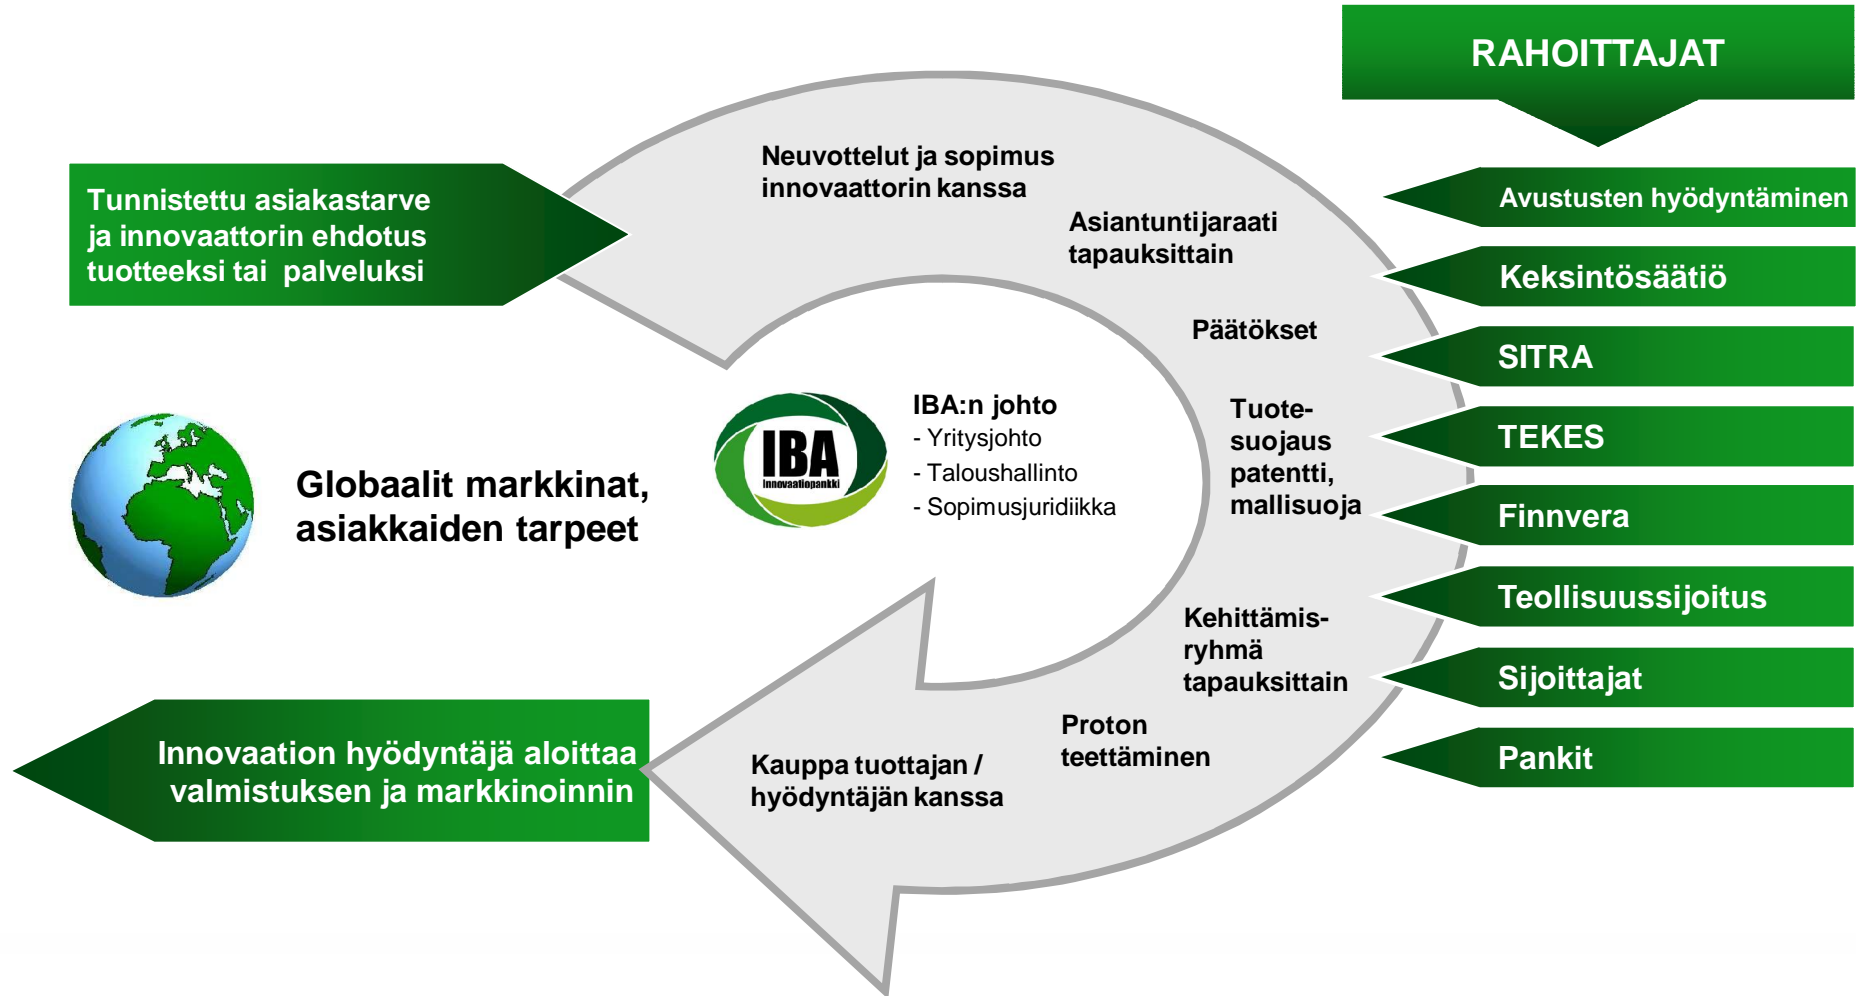 RAHOITTAJAT
Tunnistettu asiakastarve
ja innovaattorin ehdotus
tuotteeksi tai palveluksi
Neuvottelut ja sopimus
innovaattorin kanssa
Asiantuntijaraati
tapauksittain
Päätökset
Tuote-
suojaus
patentti,
mallisuoja
Kehittämis-
ryhmä
tapauksittain
Proton
teettäminen
Kauppa tuottajan /
hyödyntäjän kanssa
Innovaation hyödyntäjä aloittaa
valmistuksen ja markkinoinnin
Globaalit markkinat,
asiakkaiden tarpeet
IBA
Innovaatiopankki
IBA:n johto
- Yritysjohto
- Taloushallinto
- Sopimusjuridiikka
Avustusten hyödyntäminen
Keksintösäätiö
SITRA
TEKES
Finnvera
Teollisuussijoitus
Sijoittajat
Pankit